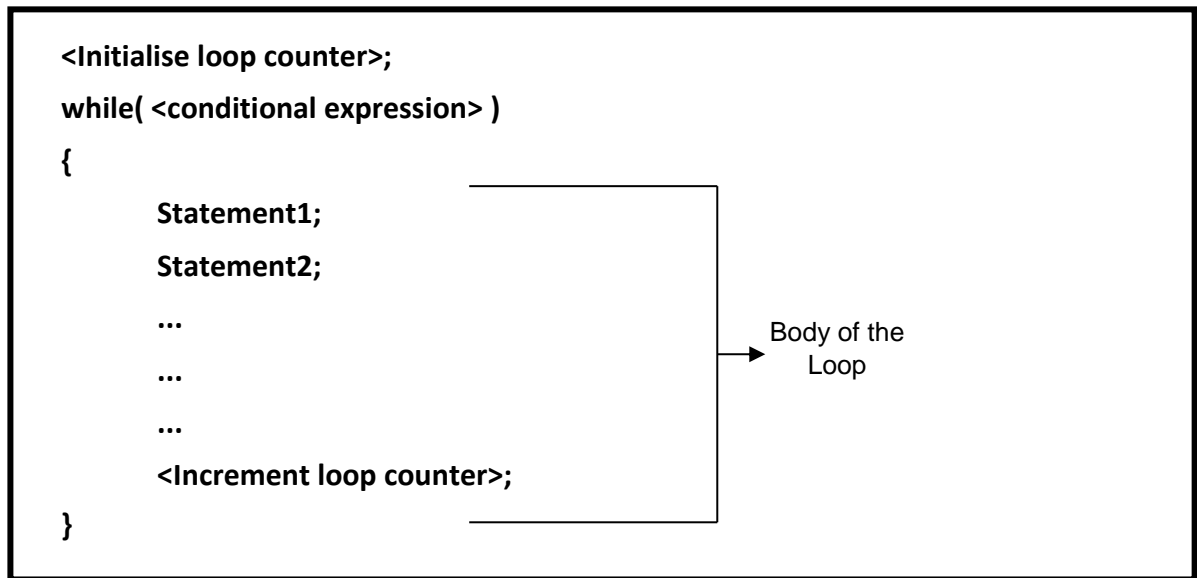 <Initialise loop counter>;
while( <conditional expression> )
{
Statement1;
Statement2;
...
...
...
<Increment loop counter>;
}
Body of the
Loop